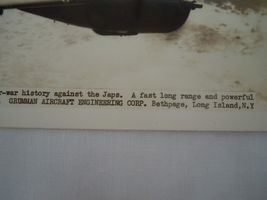 r-war history against the Japs. A fast long range and powerful
. GRUMMAN AIRCRAFT ENGINEERING CORP. Bethpage, Long Island,N.Y